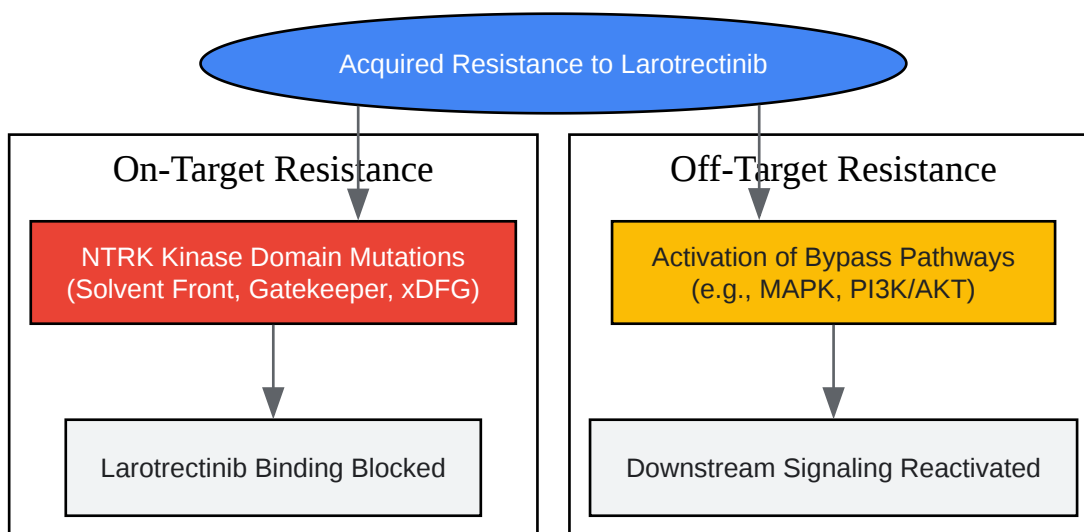 Acquired Resistance to Larotrectinib
On-Target Resistance
NTRK Kinase Domain Mutations
(Solvent Front, Gatekeeper, xDFG)
Larotrectinib Binding Blocked
Off-Target Resistance
Activation of Bypass Pathways
(e.g., MAPK, PI3K/AKT)
Downstream Signaling Reactivated